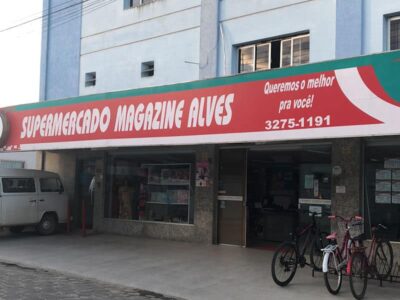 SUPERMERCADO MAGAZINE ALVES
Queremos o melhor
pra você!
3275-1191